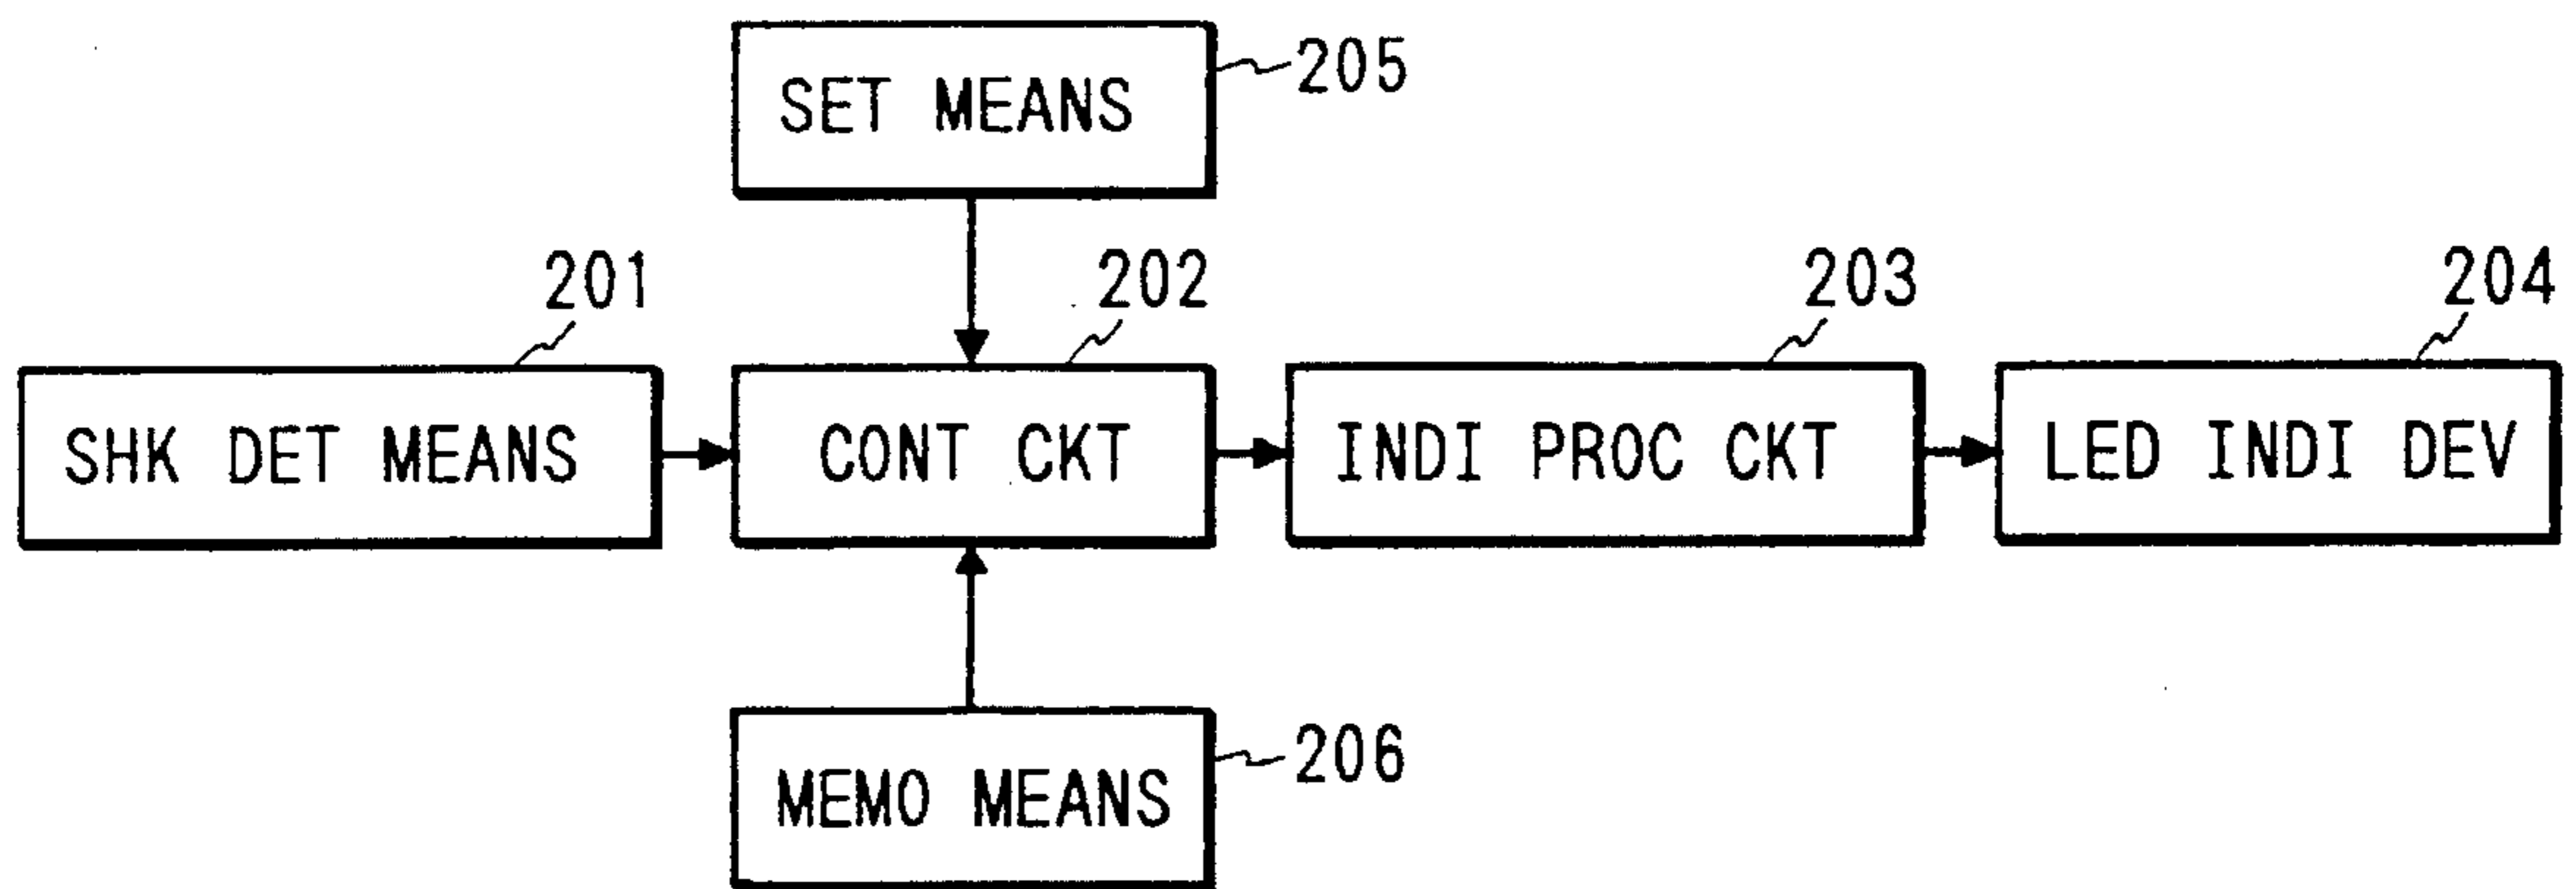 205
SET MEANS
201
202
203
204
SHK DET MEANS
CONT CKT
INDI PROC CKT
LED INDI DEV
206
MEMO MEANS